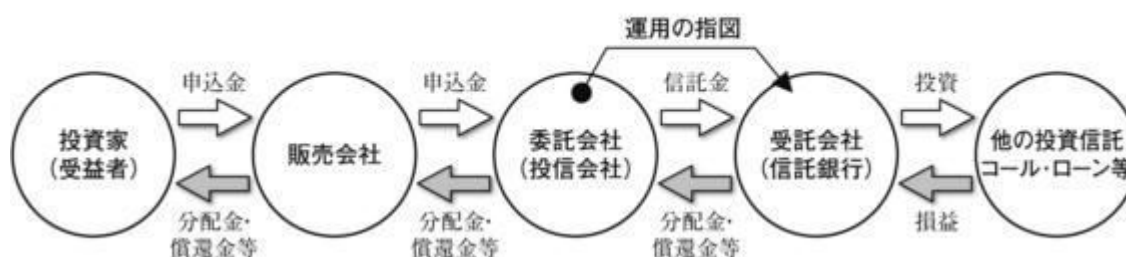 運用の指図
申込金
申込金
信託金
投資
投資家
(受益者)
販売会社
委託会社
(投信会社)
受託会社
(信託銀行)
他の投資信託
コール・ローン等
分配金・
償還金等
分配金・
償還金等
分配金・
償還金等
損益